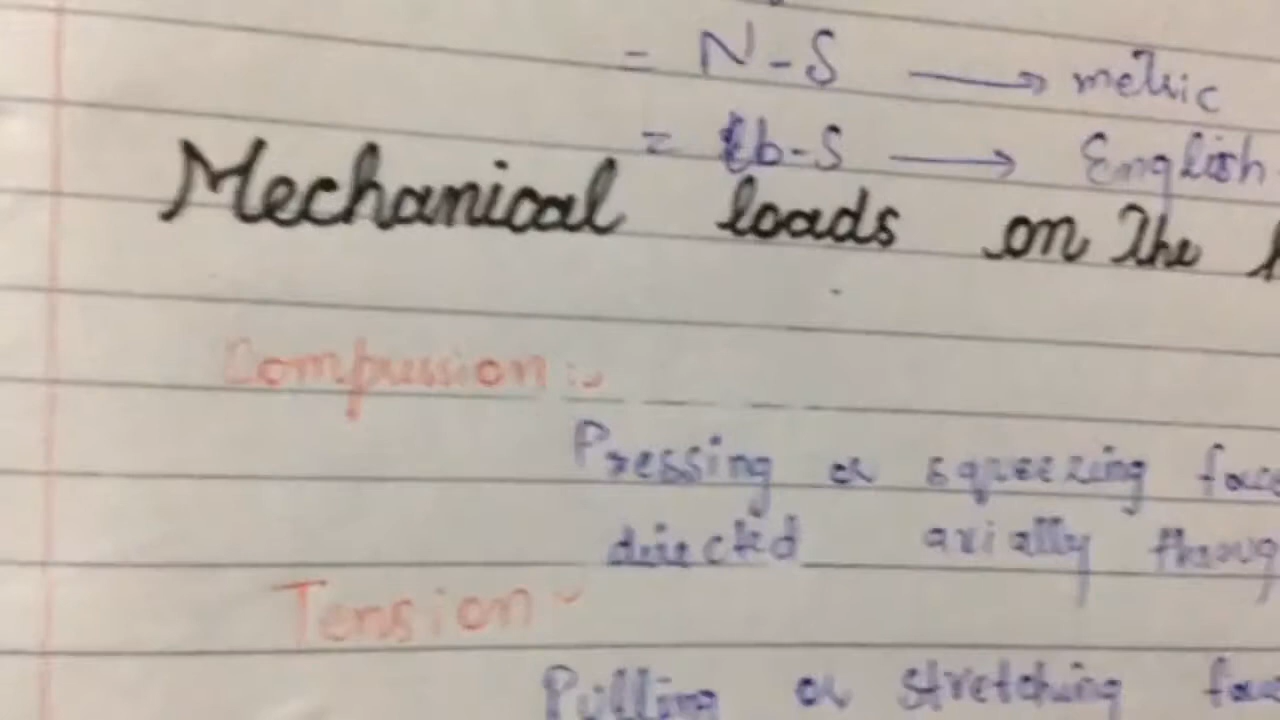 = N-S → metric
= lb-S → English
Mechanical loads on The
Compression :-
Pressing or squeezing
directed axially
Tension -
Pulling or stretching